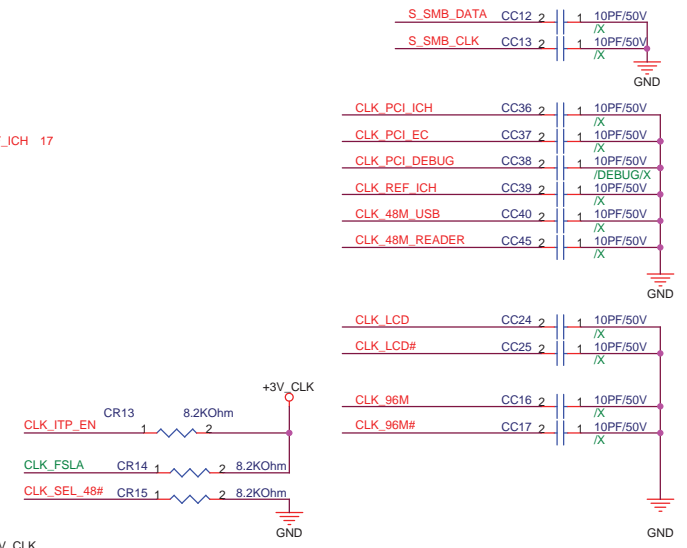 S_SMB_DATA CC12 2 1 10PF/50V
/X
S_SMB_CLK CC13 2 1 10PF/50V
/X
GND
CLK_PCI_ICH CC36 2 1 10PF/50V
/X
_ICH 17
CLK_PCI_EC CC37 2 1 10PF/50V
/X
CLK_PCI_DEBUG CC38 2 1 10PF/50V
/DEBUG/X
CLK_REF_ICH CC39 2 1 10PF/50V
/X
CLK_48M_USB CC40 2 1 10PF/50V
/X
CLK_48M_READER CC45 2 1 10PF/50V
/X
GND
CLK_LCD CC24 2 1 10PF/50V
/X
CLK_LCD# CC25 2 1 10PF/50V
/X
+3V_CLK
CLK_96M CC16 2 1 10PF/50V
/X
CLK_96M# CC17 2 1 10PF/50V
/X
CR13 8.2KOhm
CLK_ITP_EN 1 2
CLK_FSLA CR14 1 2 8.2KOhm
CLK_SEL_48# CR15 1 2 8.2KOhm
GND
GND
V_CLK